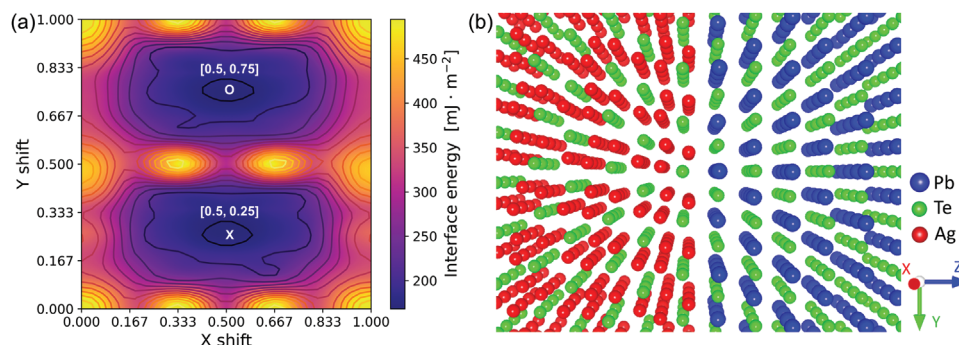 (a)
1.000
0.833
0.667
0.500
0.333
0.167
0.000
Y shift
[0.5, 0.75]
O
[0.5, 0.25]
X
0.000 0.167 0.333 0.500 0.667 0.833 1.000
X shift
450
400
350
300
250
200
Interface energy [mJ · m⁻²]
(b)
Pb
Te
Ag
X
Z
Y